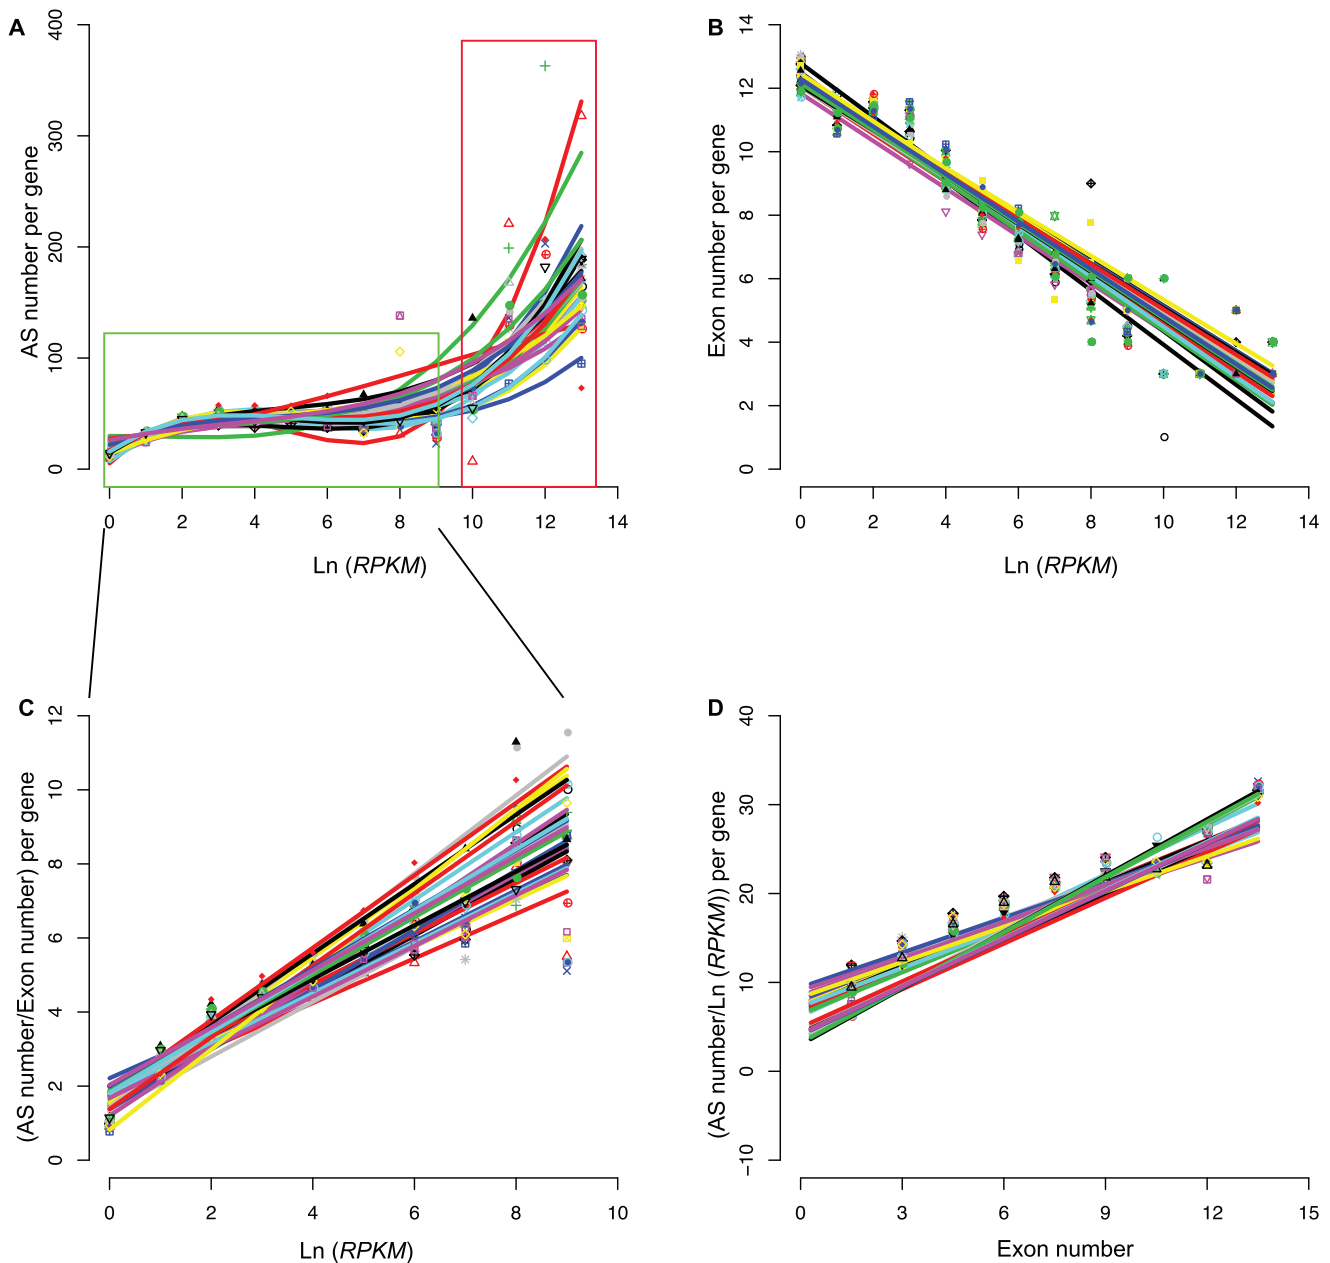 A
AS number per gene
400
300
200
100
0
0 2 4 6 8 10 12 14
Ln (RPKM)
B
Exon number per gene
14
12
10
8
6
4
2
0
0 2 4 6 8 10 12 14
Ln (RPKM)
C
(AS number/Exon number) per gene
12
10
8
6
4
2
0
0 2 4 6 8 10
Ln (RPKM)
D
(AS number/Ln (RPKM)) per gene
40
30
20
10
0
−10
0 3 6 9 12 15
Exon number